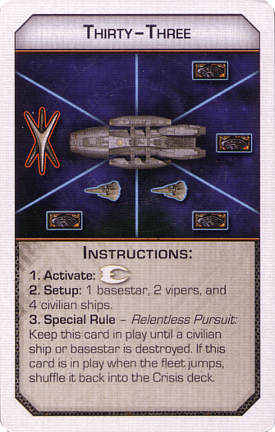 THIRTY-THREE
INSTRUCTIONS:
1. Activate:
2. Setup: 1 basestar, 2 vipers, and
4 civilian ships.
3. Special Rule – Relentless Pursuit:
Keep this card in play until a civilian
ship or basestar is destroyed. If this
card is in play when the fleet jumps,
shuffle it back into the Crisis deck.